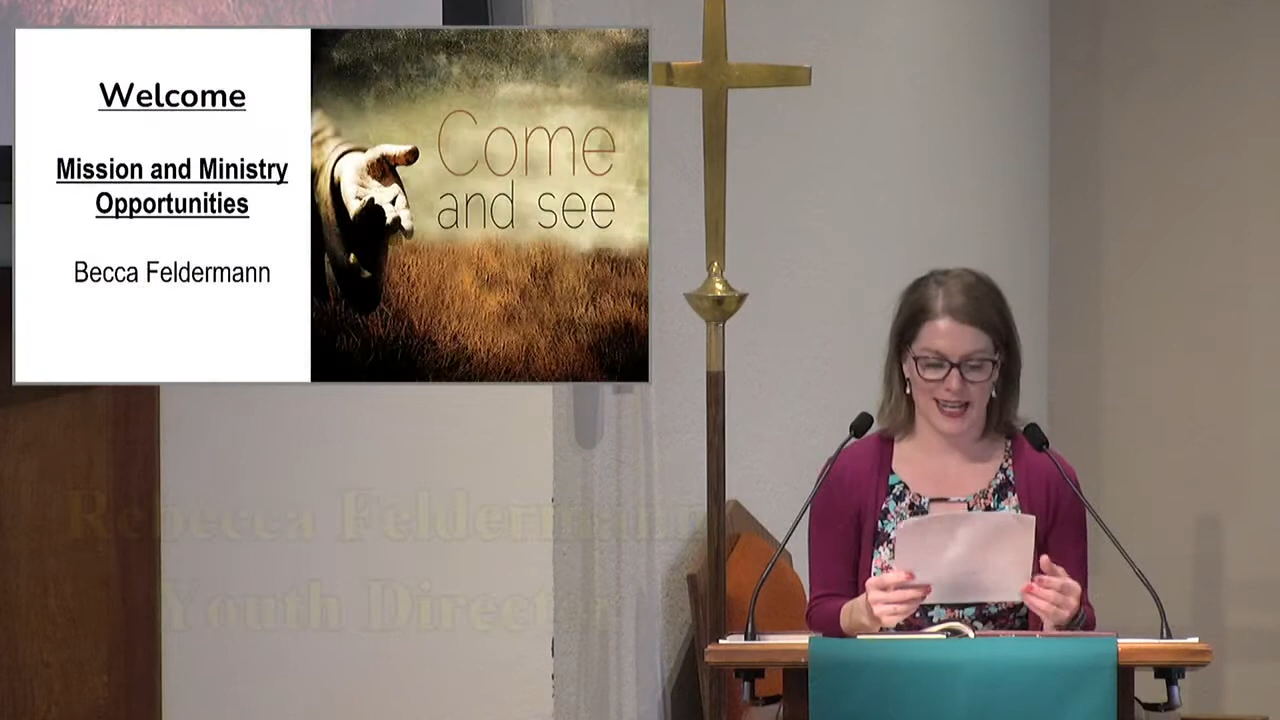 Welcome
Mission and Ministry
Opportunities
Becca Feldermann
Come
and see
Rebecca Feldermann
Youth Director